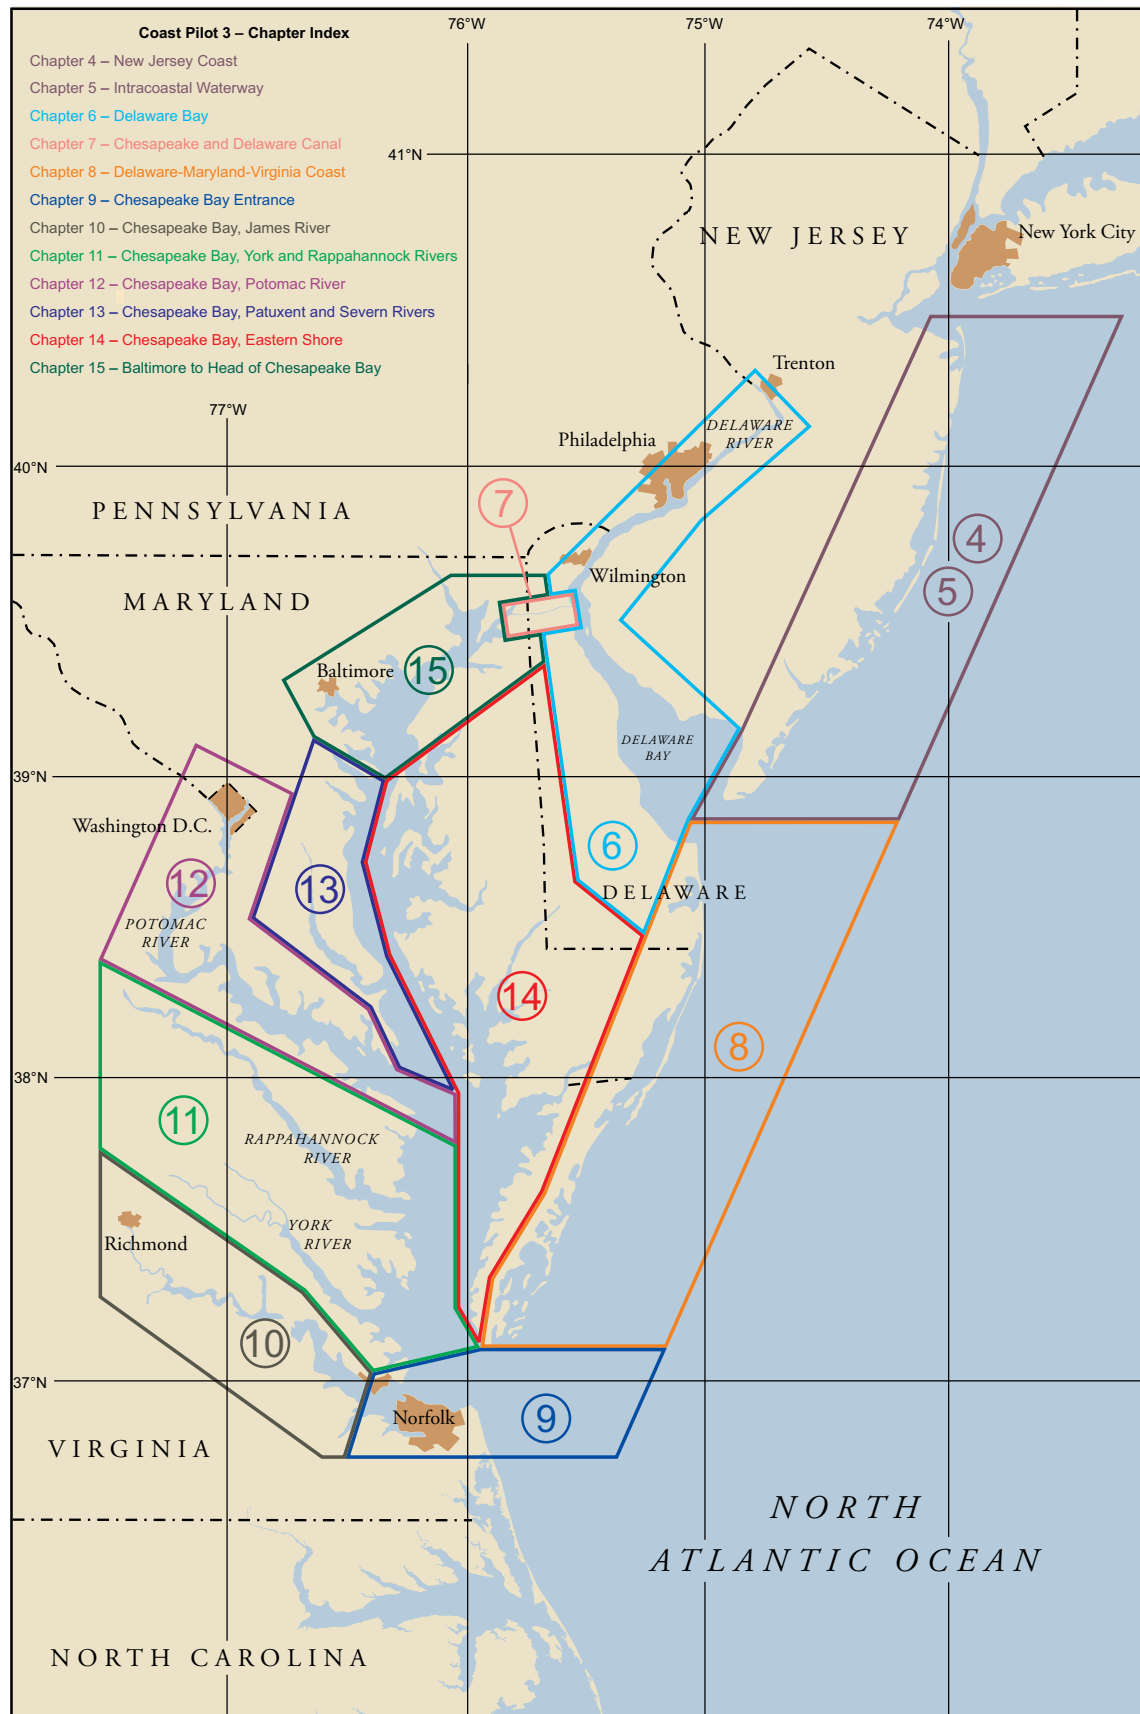 76°W
75°W
74°W
Coast Pilot 3 – Chapter Index
Chapter 4 – New Jersey Coast
Chapter 5 – Intracoastal Waterway
Chapter 6 – Delaware Bay
Chapter 7 – Chesapeake and Delaware Canal
Chapter 8 – Delaware-Maryland-Virginia Coast
Chapter 9 – Chesapeake Bay Entrance
Chapter 10 – Chesapeake Bay, James River
Chapter 11 – Chesapeake Bay, York and Rappahannock Rivers
Chapter 12 – Chesapeake Bay, Potomac River
Chapter 13 – Chesapeake Bay, Patuxent and Severn Rivers
Chapter 14 – Chesapeake Bay, Eastern Shore
Chapter 15 – Baltimore to Head of Chesapeake Bay
41°N
NEW JERSEY
New York City
Trenton
77°W
DELAWARE
RIVER
Philadelphia
40°N
7
PENNSYLVANIA
4
Wilmington
5
MARYLAND
Baltimore
15
DELAWARE
BAY
39°N
Washington D.C.
6
12
13
DELAWARE
POTOMAC
RIVER
14
8
38°N
11
RAPPAHANNOCK
RIVER
YORK
RIVER
Richmond
10
37°N
Norfolk
9
VIRGINIA
NORTH
ATLANTIC OCEAN
NORTH CAROLINA